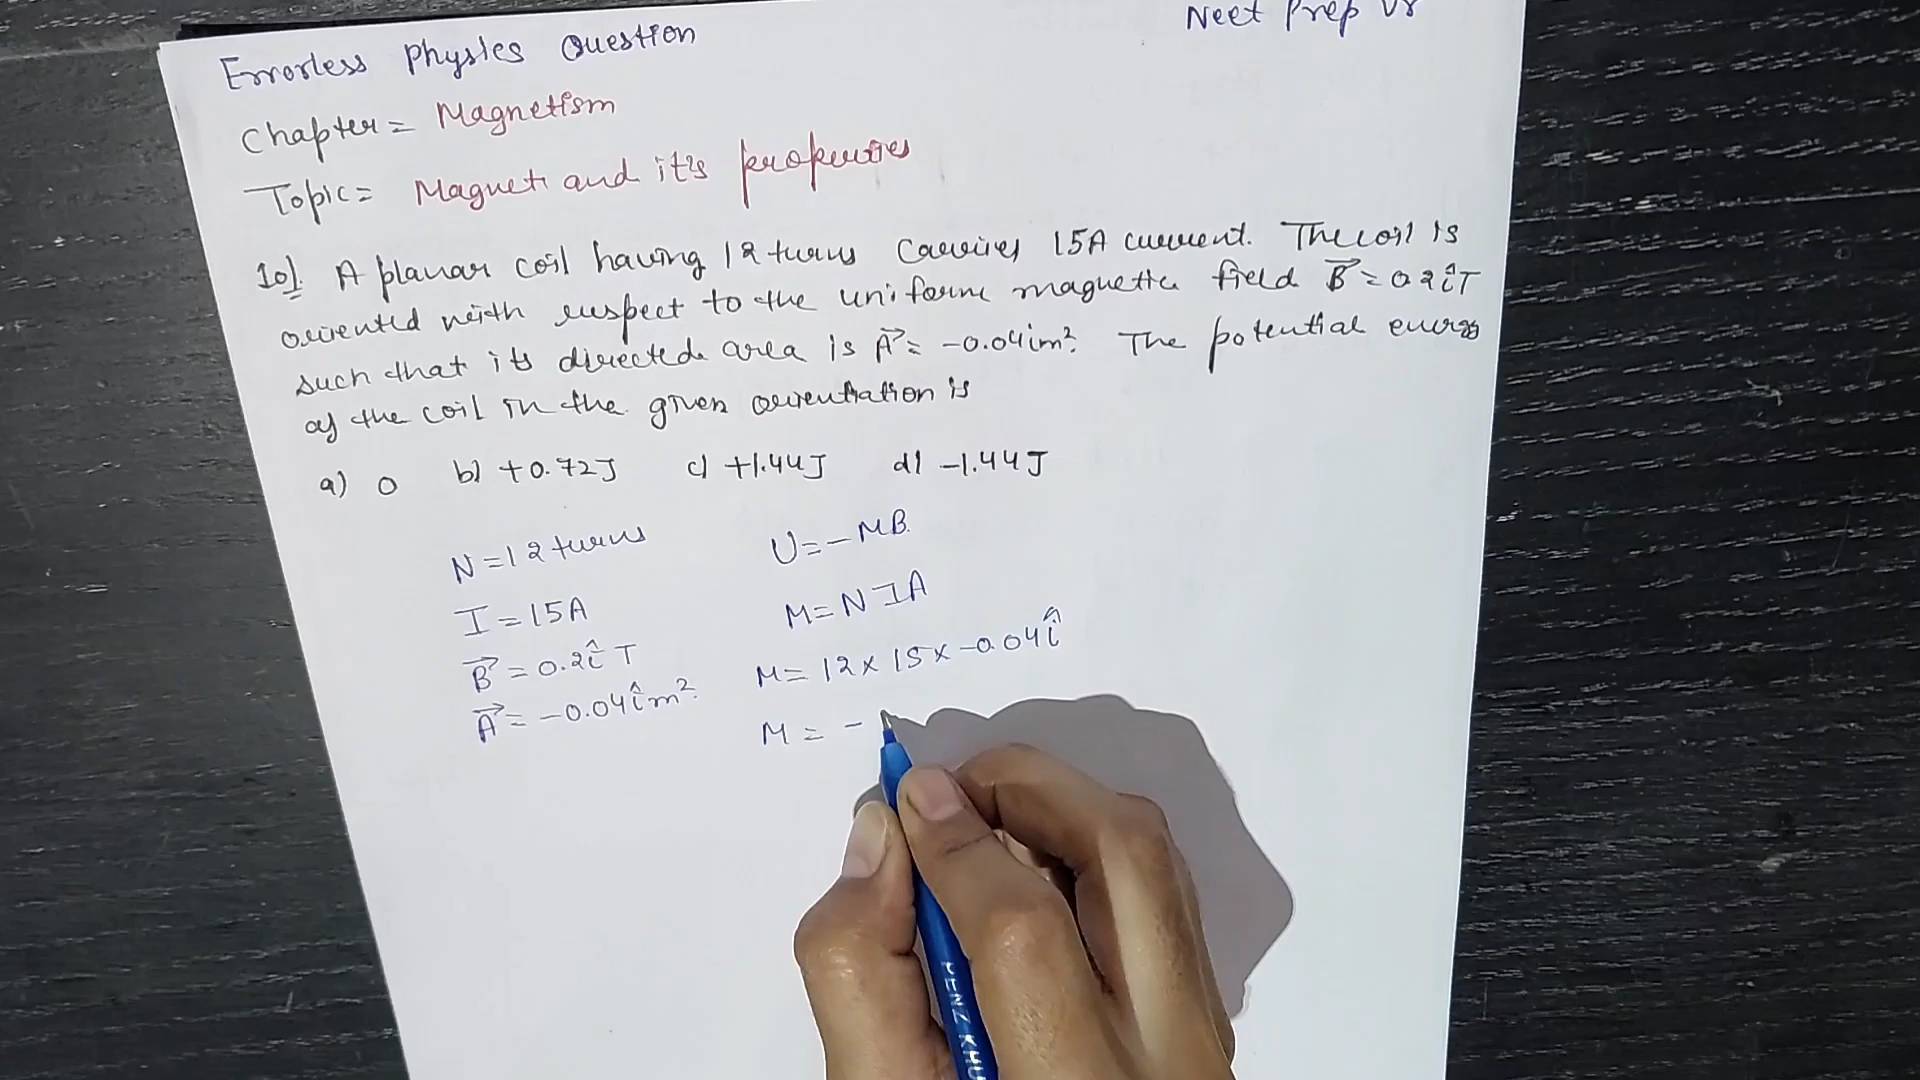 Neet Prep
Errorless Physics Question
Chapter = Magnetism
Topic = Magnet and it's properties
10) A planar coil having 12 turns carries 15A current. The coil is
oriented with respect to the uniform magnetic field B⃗ = 0.2îT
such that its directed area is A⃗ = -0.04îm². The potential energy
of the coil in the given orientation is
a) 0 b) +0.72J c) +1.44J d) -1.44J
N = 12 turns U = -MB.
I = 15A M = NIA
B⃗ = 0.2î T M = 12 x 15 x -0.04î
A⃗ = -0.04îm². M = -
PENZ KHU